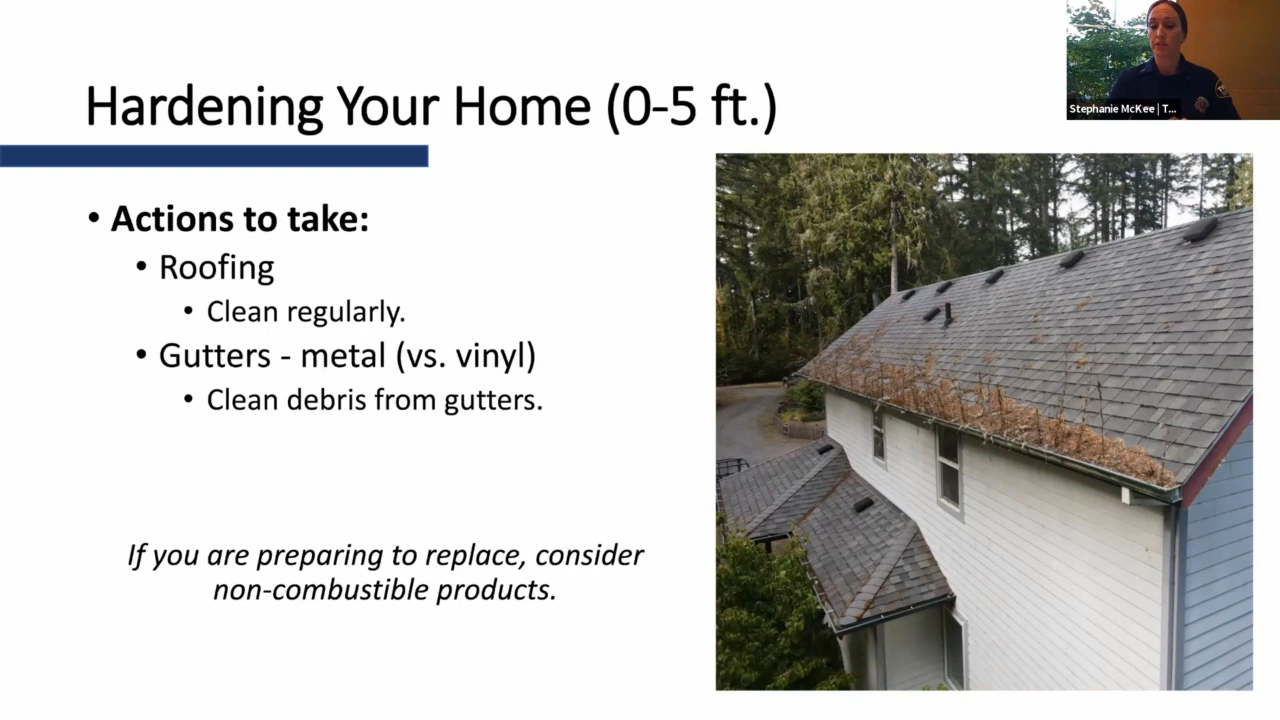 Stephanie McKee | T...
Hardening Your Home (0-5 ft.)
• Actions to take:
• Roofing
• Clean regularly.
• Gutters - metal (vs. vinyl)
• Clean debris from gutters.
If you are preparing to replace, consider
non-combustible products.